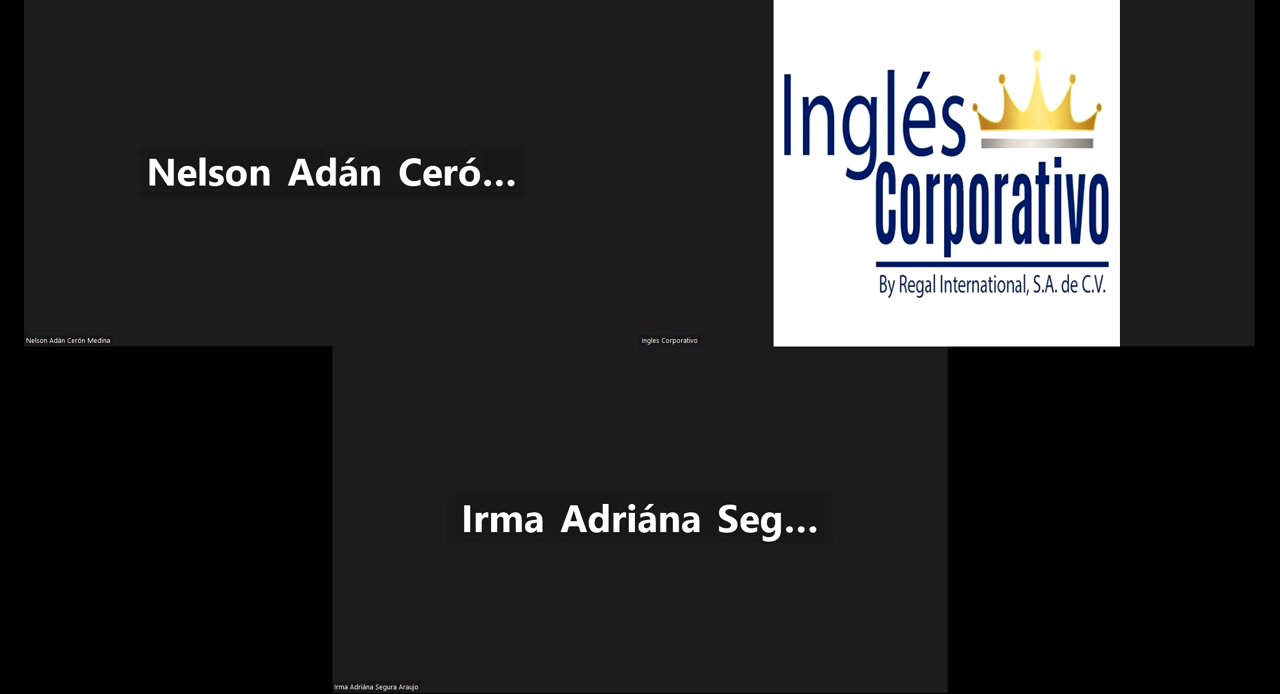 Nelson Adán Ceró...
Nelson Adán Cerón Medina
Inglés
Corporativo
By Regal International, S.A. de C.V.
Ingles Corporativo
Irma Adriána Seg...
Irma Adriána Segura Araujo